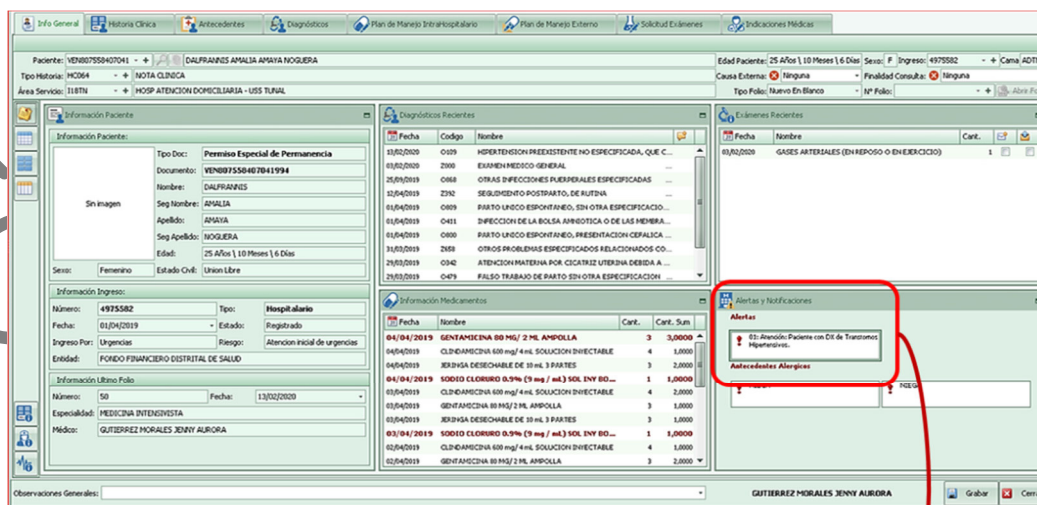 Info General Historia Clínica Antecedentes Diagnósticos Plan de Manejo IntraHospitalario Plan de Manejo Externo Solicitud Exámenes Indicaciones Médicas
Paciente: VEN807558407041 DALFRANNIS AMALIA AMAYA NOGUERA Edad Paciente: 25 Años \ 10 Meses \ 6 Días Sexo: F Ingreso: 4975582 Cama
Tipo Historia: HC064 NOTA CLINICA Causa Externa: Ninguna Finalidad Consulta: Ninguna
Área Servicio: I18TN HOSP ATENCION DOMICILIARIA - USS TUNAL Tipo Folio: Nuevo En Blanco Nº Folio:
Información Paciente
Información Paciente:
Sin imagen
Tipo Doc: Permiso Especial de Permanencia
Documento: VEN807558407041994
Nombre: DALFRANNIS
Seg Nombre: AMALIA
Apellido: AMAYA
Seg Apellido: NOGUERA
Edad: 25 Años \ 10 Meses \ 6 Días
Sexo: Femenino Estado Civil: Union Libre
Información Ingreso:
Número: 4975582 Tipo: Hospitalario
Fecha: 01/04/2019 Estado: Registrado
Ingreso Por: Urgencias Riesgo: Atencion inicial de urgencias
Entidad: FONDO FINANCIERO DISTRITAL DE SALUD
Información Ultimo Folio
Número: 50 Fecha: 13/02/2020
Especialidad: MEDICINA INTENSIVISTA
Médico: GUTIERREZ MORALES JENNY AURORA
Diagnósticos Recientes
Fecha Codigo Nombre
13/02/2020 O109 HIPERTENSION PREEXISTENTE NO ESPECIFICADA, QUE C...
03/02/2020 Z000 EXAMEN MEDICO GENERAL ...
25/09/2019 O868 OTRAS INFECCIONES PUERPERALES ESPECIFICADAS ...
12/04/2019 Z392 SEGUIMIENTO POSTPARTO, DE RUTINA ...
01/04/2019 O809 PARTO UNICO ESPONTANEO, SIN OTRA ESPECIFICACIO...
01/04/2019 O411 INFECCION DE LA BOLSA AMNIOTICA O DE LAS MEMBRA...
01/04/2019 O800 PARTO UNICO ESPONTANEO, PRESENTACION CEFALICA ...
31/03/2019 Z658 OTROS PROBLEMAS ESPECIFICADOS RELACIONADOS CO...
29/03/2019 O342 ATENCION MATERNA POR CICATRIZ UTERINA DEBIDA A ...
29/03/2019 O479 FALSO TRABAJO DE PARTO SIN OTRA ESPECIFICACION ...
Información Medicamentos
Fecha Nombre Cant. Cant. Sum
04/04/2019 GENTAMICINA 80 MG/ 2 ML AMPOLLA 3 3,0000
04/04/2019 CLINDAMICINA 600 mg/ 4 mL SOLUCION INYECTABLE 4 1,0000
04/04/2019 JERINGA DESECHABLE DE 10 mL 3 PARTES 3 2,0000
04/04/2019 SODIO CLORURO 0.9% (9 mg / mL) SOL INY BO... 1 1,0000
03/04/2019 CLINDAMICINA 600 mg/ 4 mL SOLUCION INYECTABLE 4 2,0000
03/04/2019 GENTAMICINA 80 MG/ 2 ML AMPOLLA 3 1,0000
03/04/2019 JERINGA DESECHABLE DE 10 mL 3 PARTES 3 1,0000
03/04/2019 SODIO CLORURO 0.9% (9 mg / mL) SOL INY BO... 1 1,0000
02/04/2019 CLINDAMICINA 600 mg/ 4 mL SOLUCION INYECTABLE 4 1,0000
02/04/2019 GENTAMICINA 80 MG/ 2 ML AMPOLLA 3 2,0000
Exámenes Recientes
Fecha Nombre Cant.
03/02/2020 GASES ARTERIALES (EN REPOSO O EN EJERCICIO) 1
Alertas y Notificaciones
Alertas
03: Atención: Paciente con DX de Transtornos
Hipertensivos.
Antecedentes Alergicos
Observaciones Generales: GUTIERREZ MORALES JENNY AURORA Grabar